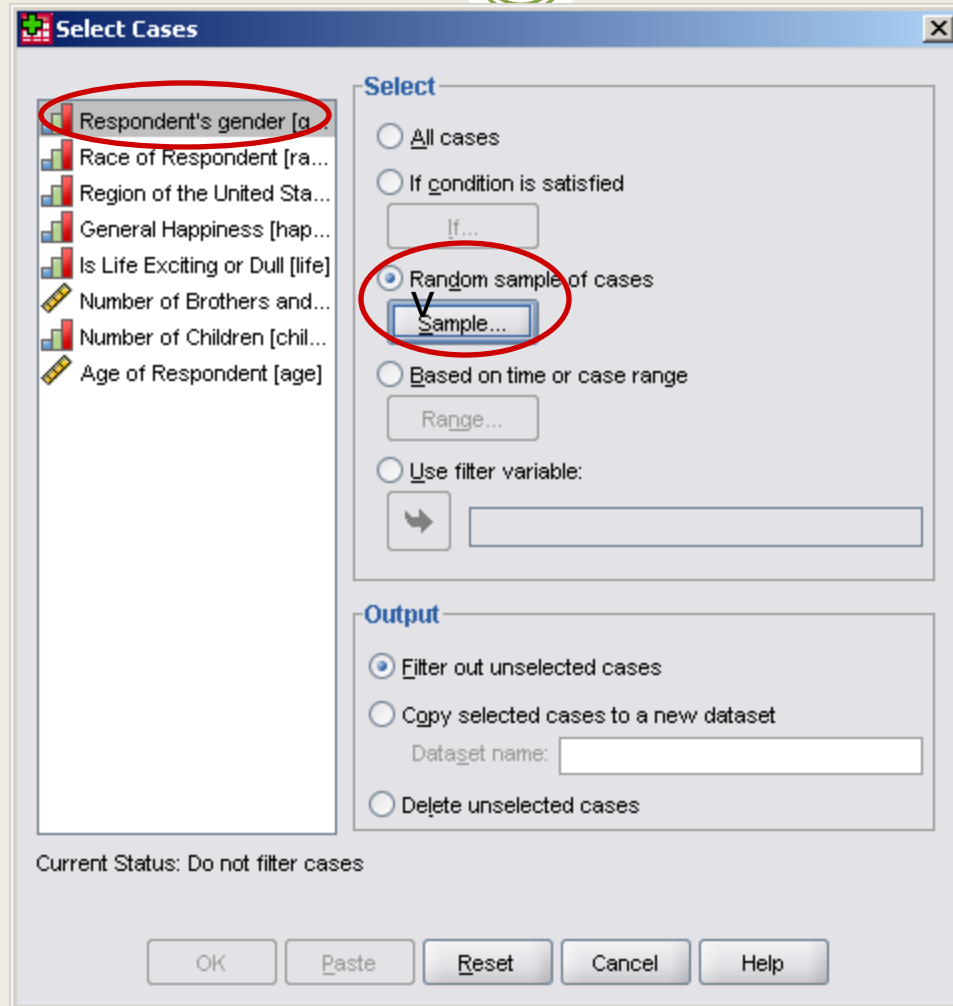 Select Cases
Respondent's gender [g...
Race of Respondent [ra...
Region of the United Sta...
General Happiness [hap...
Is Life Exciting or Dull [life]
Number of Brothers and...
Number of Children [chil...
Age of Respondent [age]
Select
All cases
If condition is satisfied
If...
Random sample of cases
V
Sample...
Based on time or case range
Range...
Use filter variable:
Output
Filter out unselected cases
Copy selected cases to a new dataset
Dataset name:
Delete unselected cases
Current Status: Do not filter cases
OK Paste Reset Cancel Help